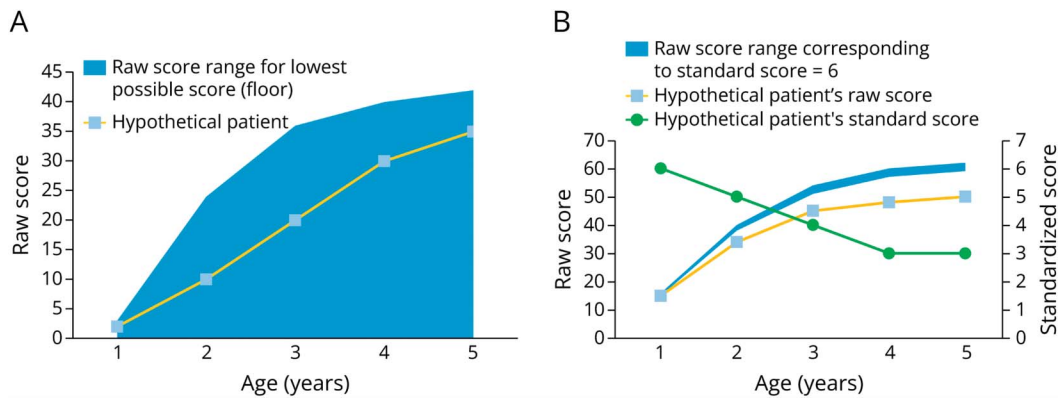 A
Raw score range for lowest
possible score (floor)
Hypothetical patient
Raw score
45
40
35
30
25
20
15
10
5
0
1 2 3 4 5
Age (years)
B
Raw score range corresponding
to standard score = 6
Hypothetical patient's raw score
Hypothetical patient's standard score
Raw score
70
60
50
40
30
20
10
0
7
6
5
4
3
2
1
0
Standardized score
1 2 3 4 5
Age (years)